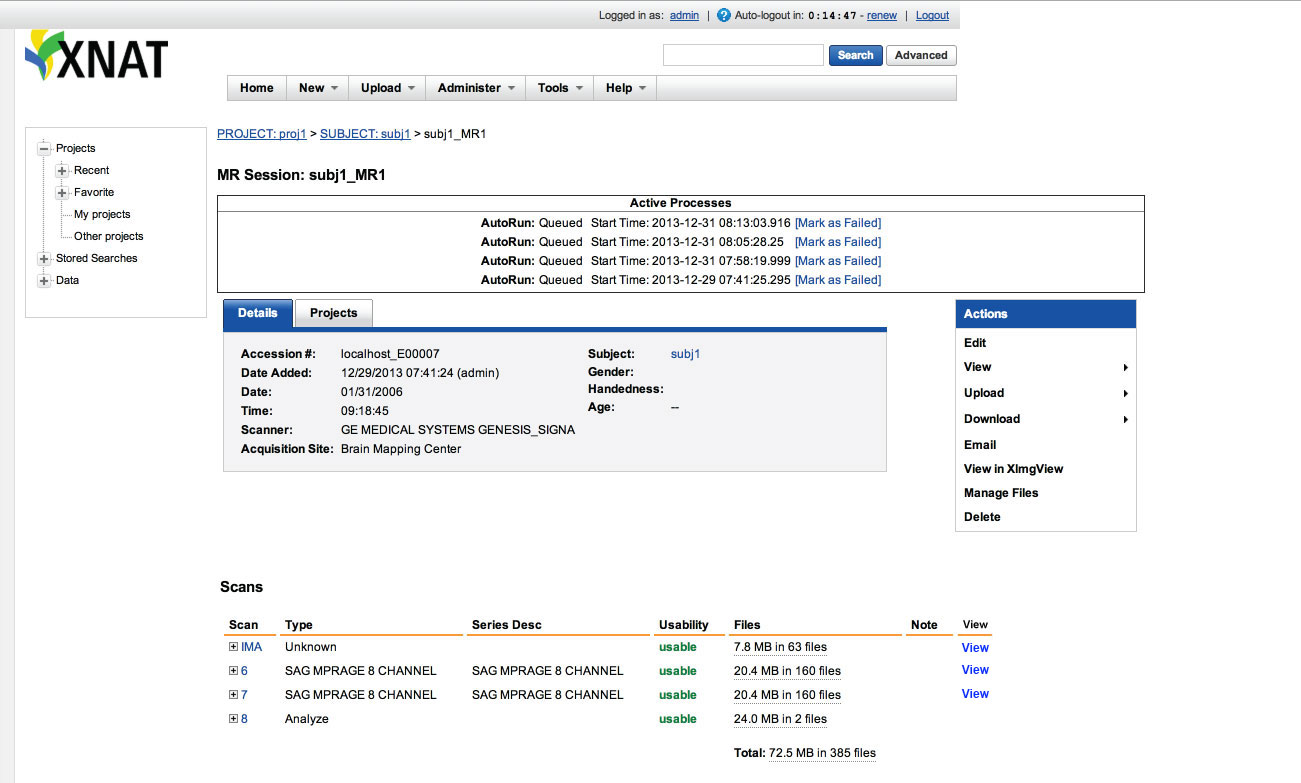 Logged in as: admin | ? Auto-logout in: 0:14:47 - renew | Logout
XNAT
Search Advanced
Home New Upload Administer Tools Help
Projects
Recent
Favorite
My projects
Other projects
Stored Searches
Data
PROJECT: proj1 > SUBJECT: subj1 > subj1_MR1
MR Session: subj1_MR1
Active Processes
AutoRun: Queued Start Time: 2013-12-31 08:13:03.916 [Mark as Failed]
AutoRun: Queued Start Time: 2013-12-31 08:05:28.25 [Mark as Failed]
AutoRun: Queued Start Time: 2013-12-31 07:58:19.999 [Mark as Failed]
AutoRun: Queued Start Time: 2013-12-29 07:41:25.295 [Mark as Failed]
Details Projects
Accession #: localhost_E00007
Date Added: 12/29/2013 07:41:24 (admin)
Date: 01/31/2006
Time: 09:18:45
Scanner: GE MEDICAL SYSTEMS GENESIS_SIGNA
Acquisition Site: Brain Mapping Center
Subject: subj1
Gender:
Handedness:
Age: --
Actions
Edit
View
Upload
Download
Email
View in XImgView
Manage Files
Delete
Scans
Scan Type Series Desc Usability Files Note View
IMA Unknown usable 7.8 MB in 63 files View
6 SAG MPRAGE 8 CHANNEL SAG MPRAGE 8 CHANNEL usable 20.4 MB in 160 files View
7 SAG MPRAGE 8 CHANNEL SAG MPRAGE 8 CHANNEL usable 20.4 MB in 160 files View
8 Analyze usable 24.0 MB in 2 files
Total: 72.5 MB in 385 files